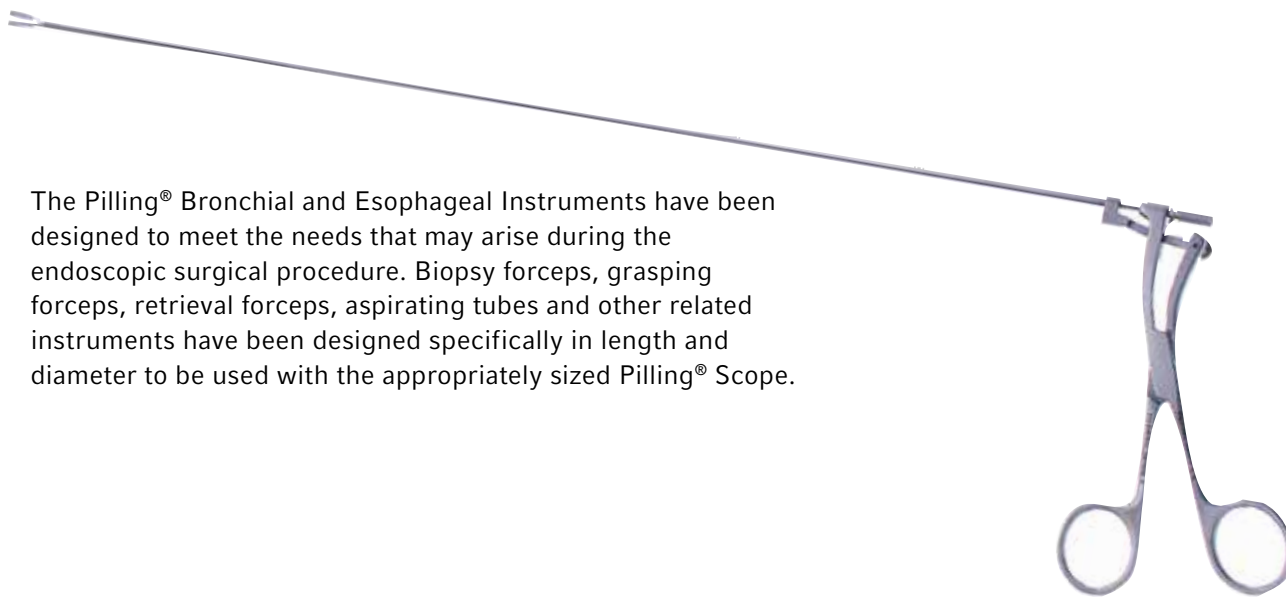 The Pilling® Bronchial and Esophageal Instruments have been
designed to meet the needs that may arise during the
endoscopic surgical procedure. Biopsy forceps, grasping
forceps, retrieval forceps, aspirating tubes and other related
instruments have been designed specifically in length and
diameter to be used with the appropriately sized Pilling® Scope.